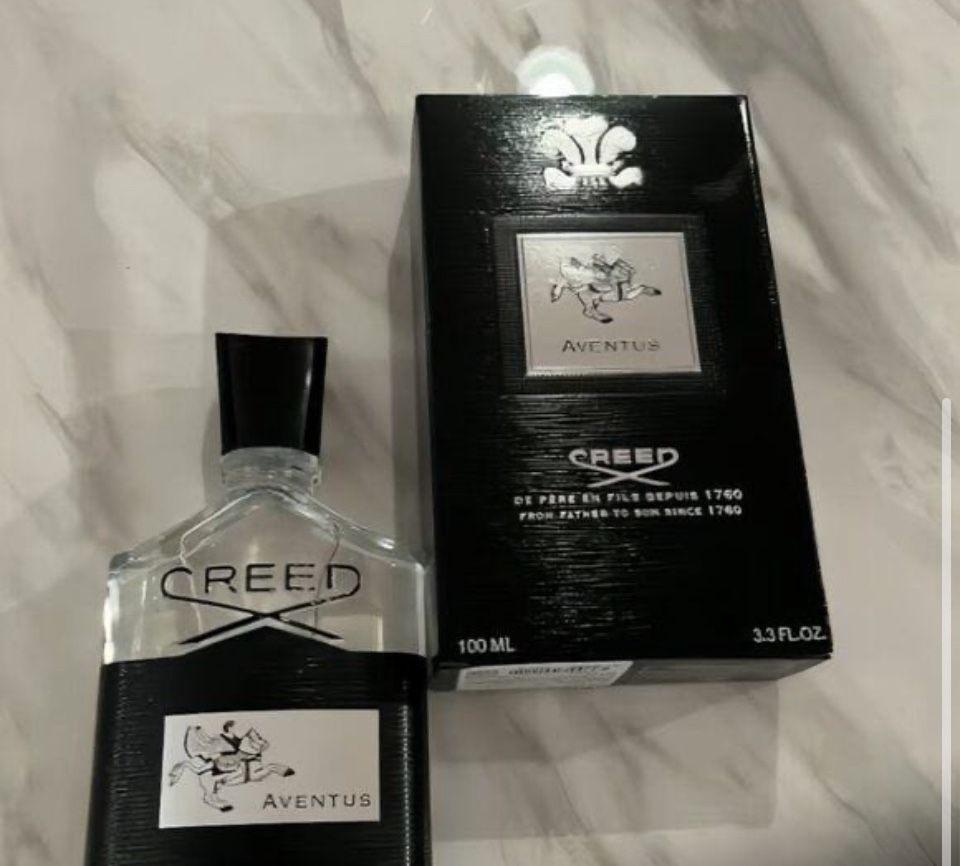 AVENTUS
CREED
DE PÈRE EN FILS DEPUIS 1760
FROM FATHER TO SON SINCE 1760
100 ML
3.3 FL.OZ.
CREED
AVENTUS